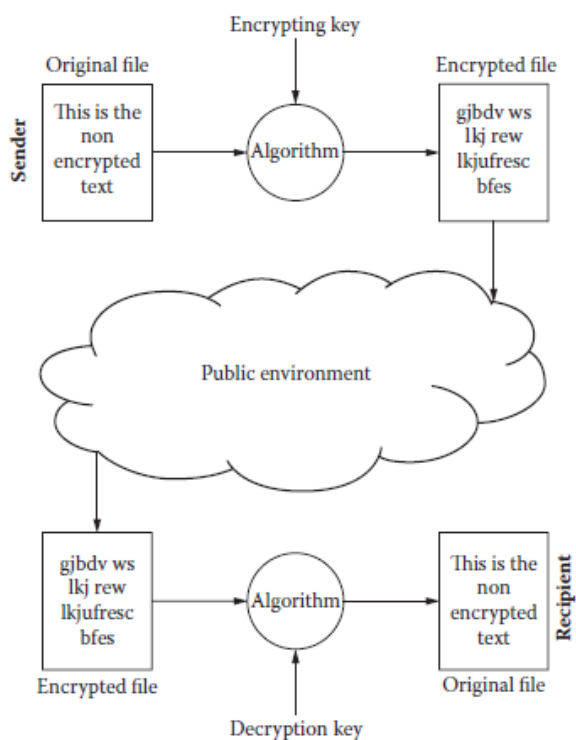 Encrypting key
Original file
Encrypted file
Sender
This is the
non
encrypted
text
Algorithm
gjbdv ws
lkj rew
lkjufresc
bfes
Public environment
gjbdv ws
lkj rew
lkjufresc
bfes
Algorithm
This is the
non
encrypted
text
Recipient
Encrypted file
Original file
Decryption key